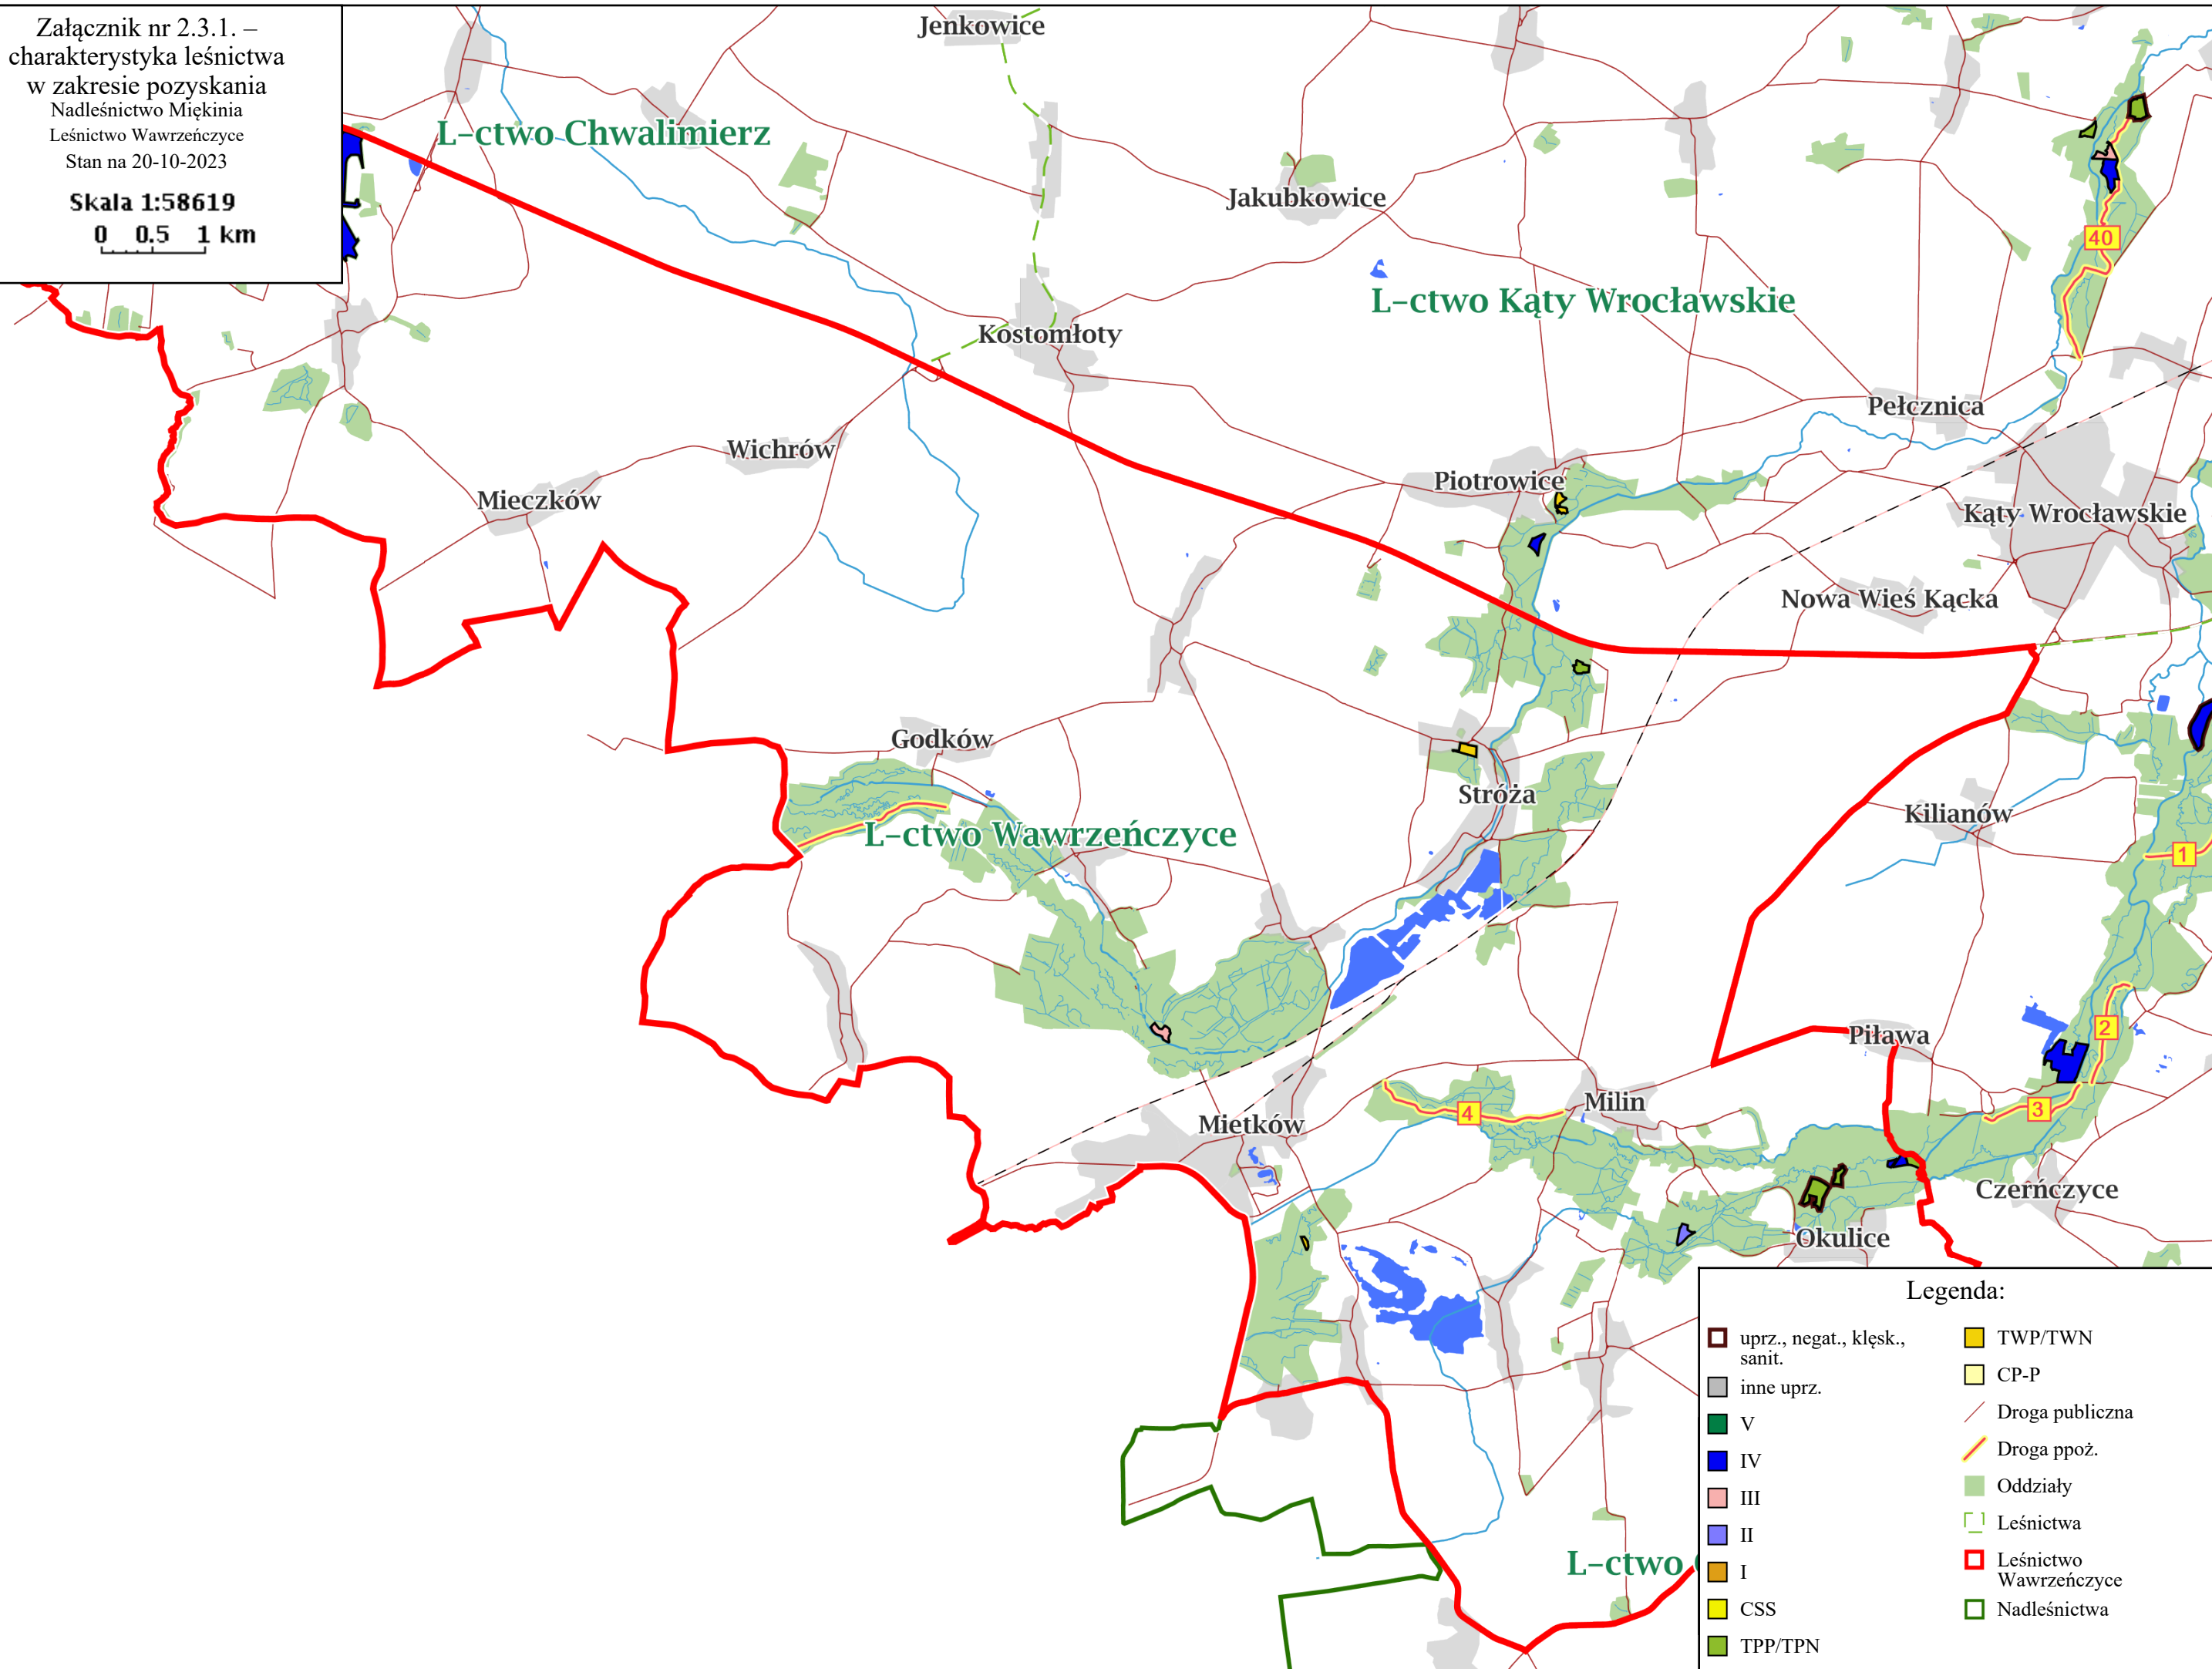 Załącznik nr 2.3.1. –
charakterystyka leśnictwa
w zakresie pozyskania
Nadleśnictwo Miękinia
Leśnictwo Wawrzeńczyce
Stan na 20-10-2023
Skala 1:58619
0 0.5 1 km
Jenkowice
L-ctwo Chwalimierz
Jakubkowice
40
L-ctwo Kąty Wrocławskie
Kostomłoty
Pełcznica
Wichrów
Piotrowice
Mieczków
Kąty Wrocławskie
Nowa Wieś Kącka
Godków
Stróża
Kilianów
L-ctwo Wawrzeńczyce
1
2
Piława
Milin
4
3
Mietków
Czerńczyce
Okulice
L-ctwo
Legenda:
uprz., negat., klęsk.,
sanit.
inne uprz.
V
IV
III
II
I
CSS
TPP/TPN
TWP/TWN
CP-P
Droga publiczna
Droga ppoż.
Oddziały
Leśnictwa
Leśnictwo
Wawrzeńczyce
Nadleśnictwa